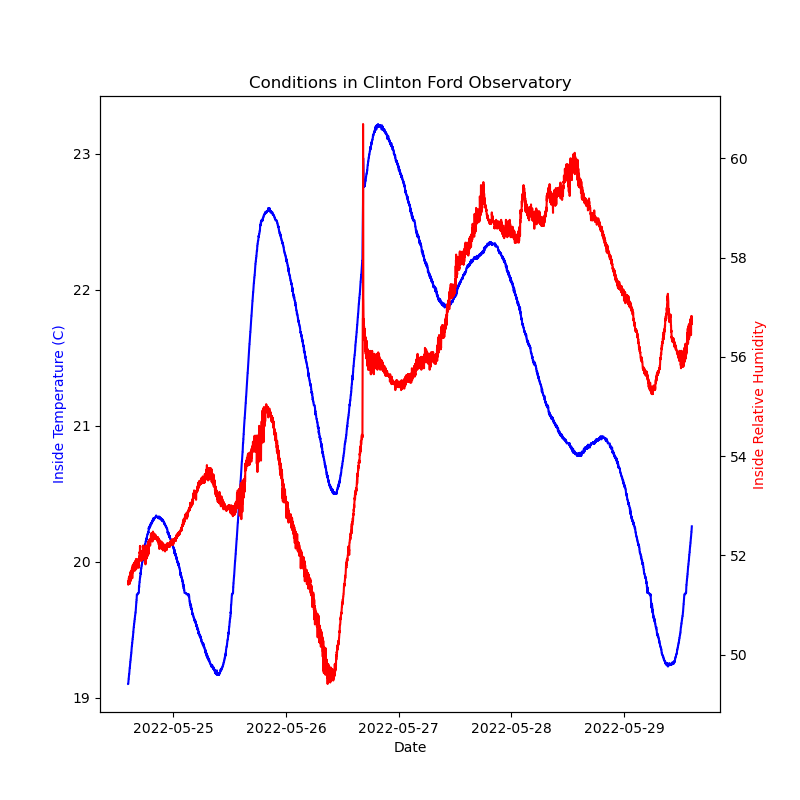 Conditions in Clinton Ford Observatory
23
22
21
20
19
Inside Temperature (C)
60
58
56
54
52
50
Inside Relative Humidity
2022-05-25 2022-05-26 2022-05-27 2022-05-28 2022-05-29
Date